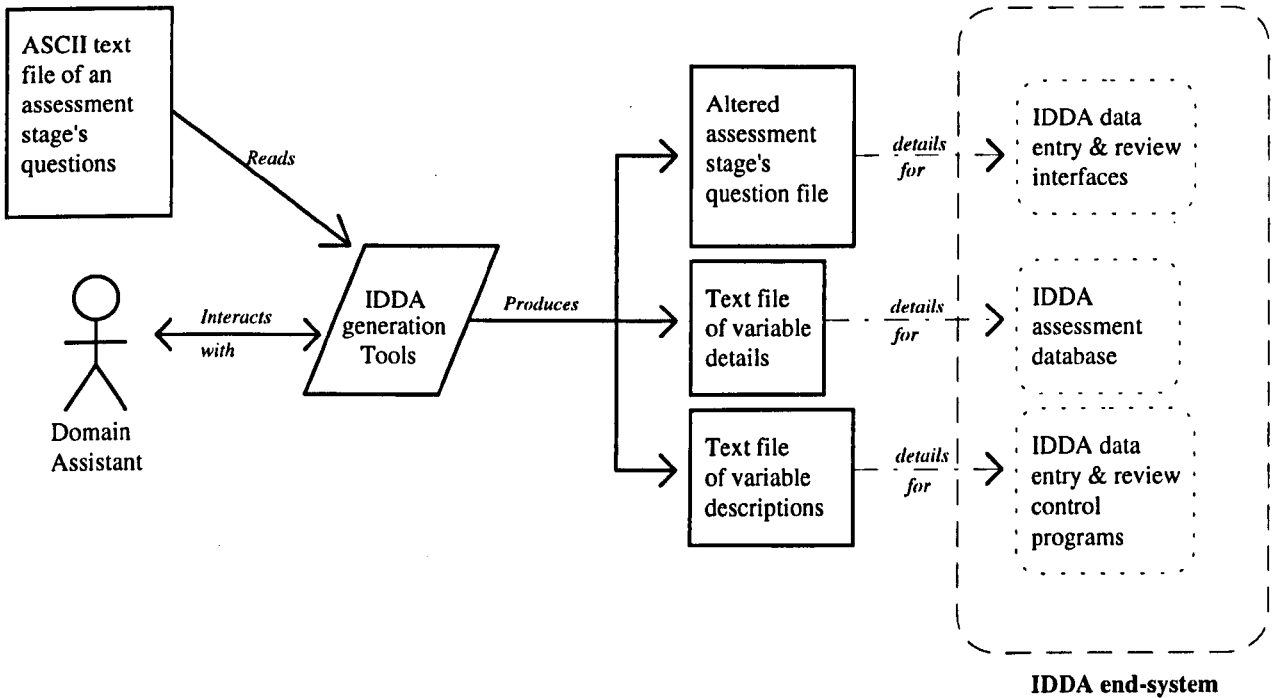 ASCII text
file of an
assessment
stage's
questions
Reads
Domain
Assistant
Interacts
with
IDDA
generation
Tools
Produces
Altered
assessment
stage's
question file
Text file
of variable
details
Text file
of variable
descriptions
details
for
details
for
details
for
IDDA data
entry & review
interfaces
IDDA
assessment
database
IDDA data
entry & review
control
programs
IDDA end-system